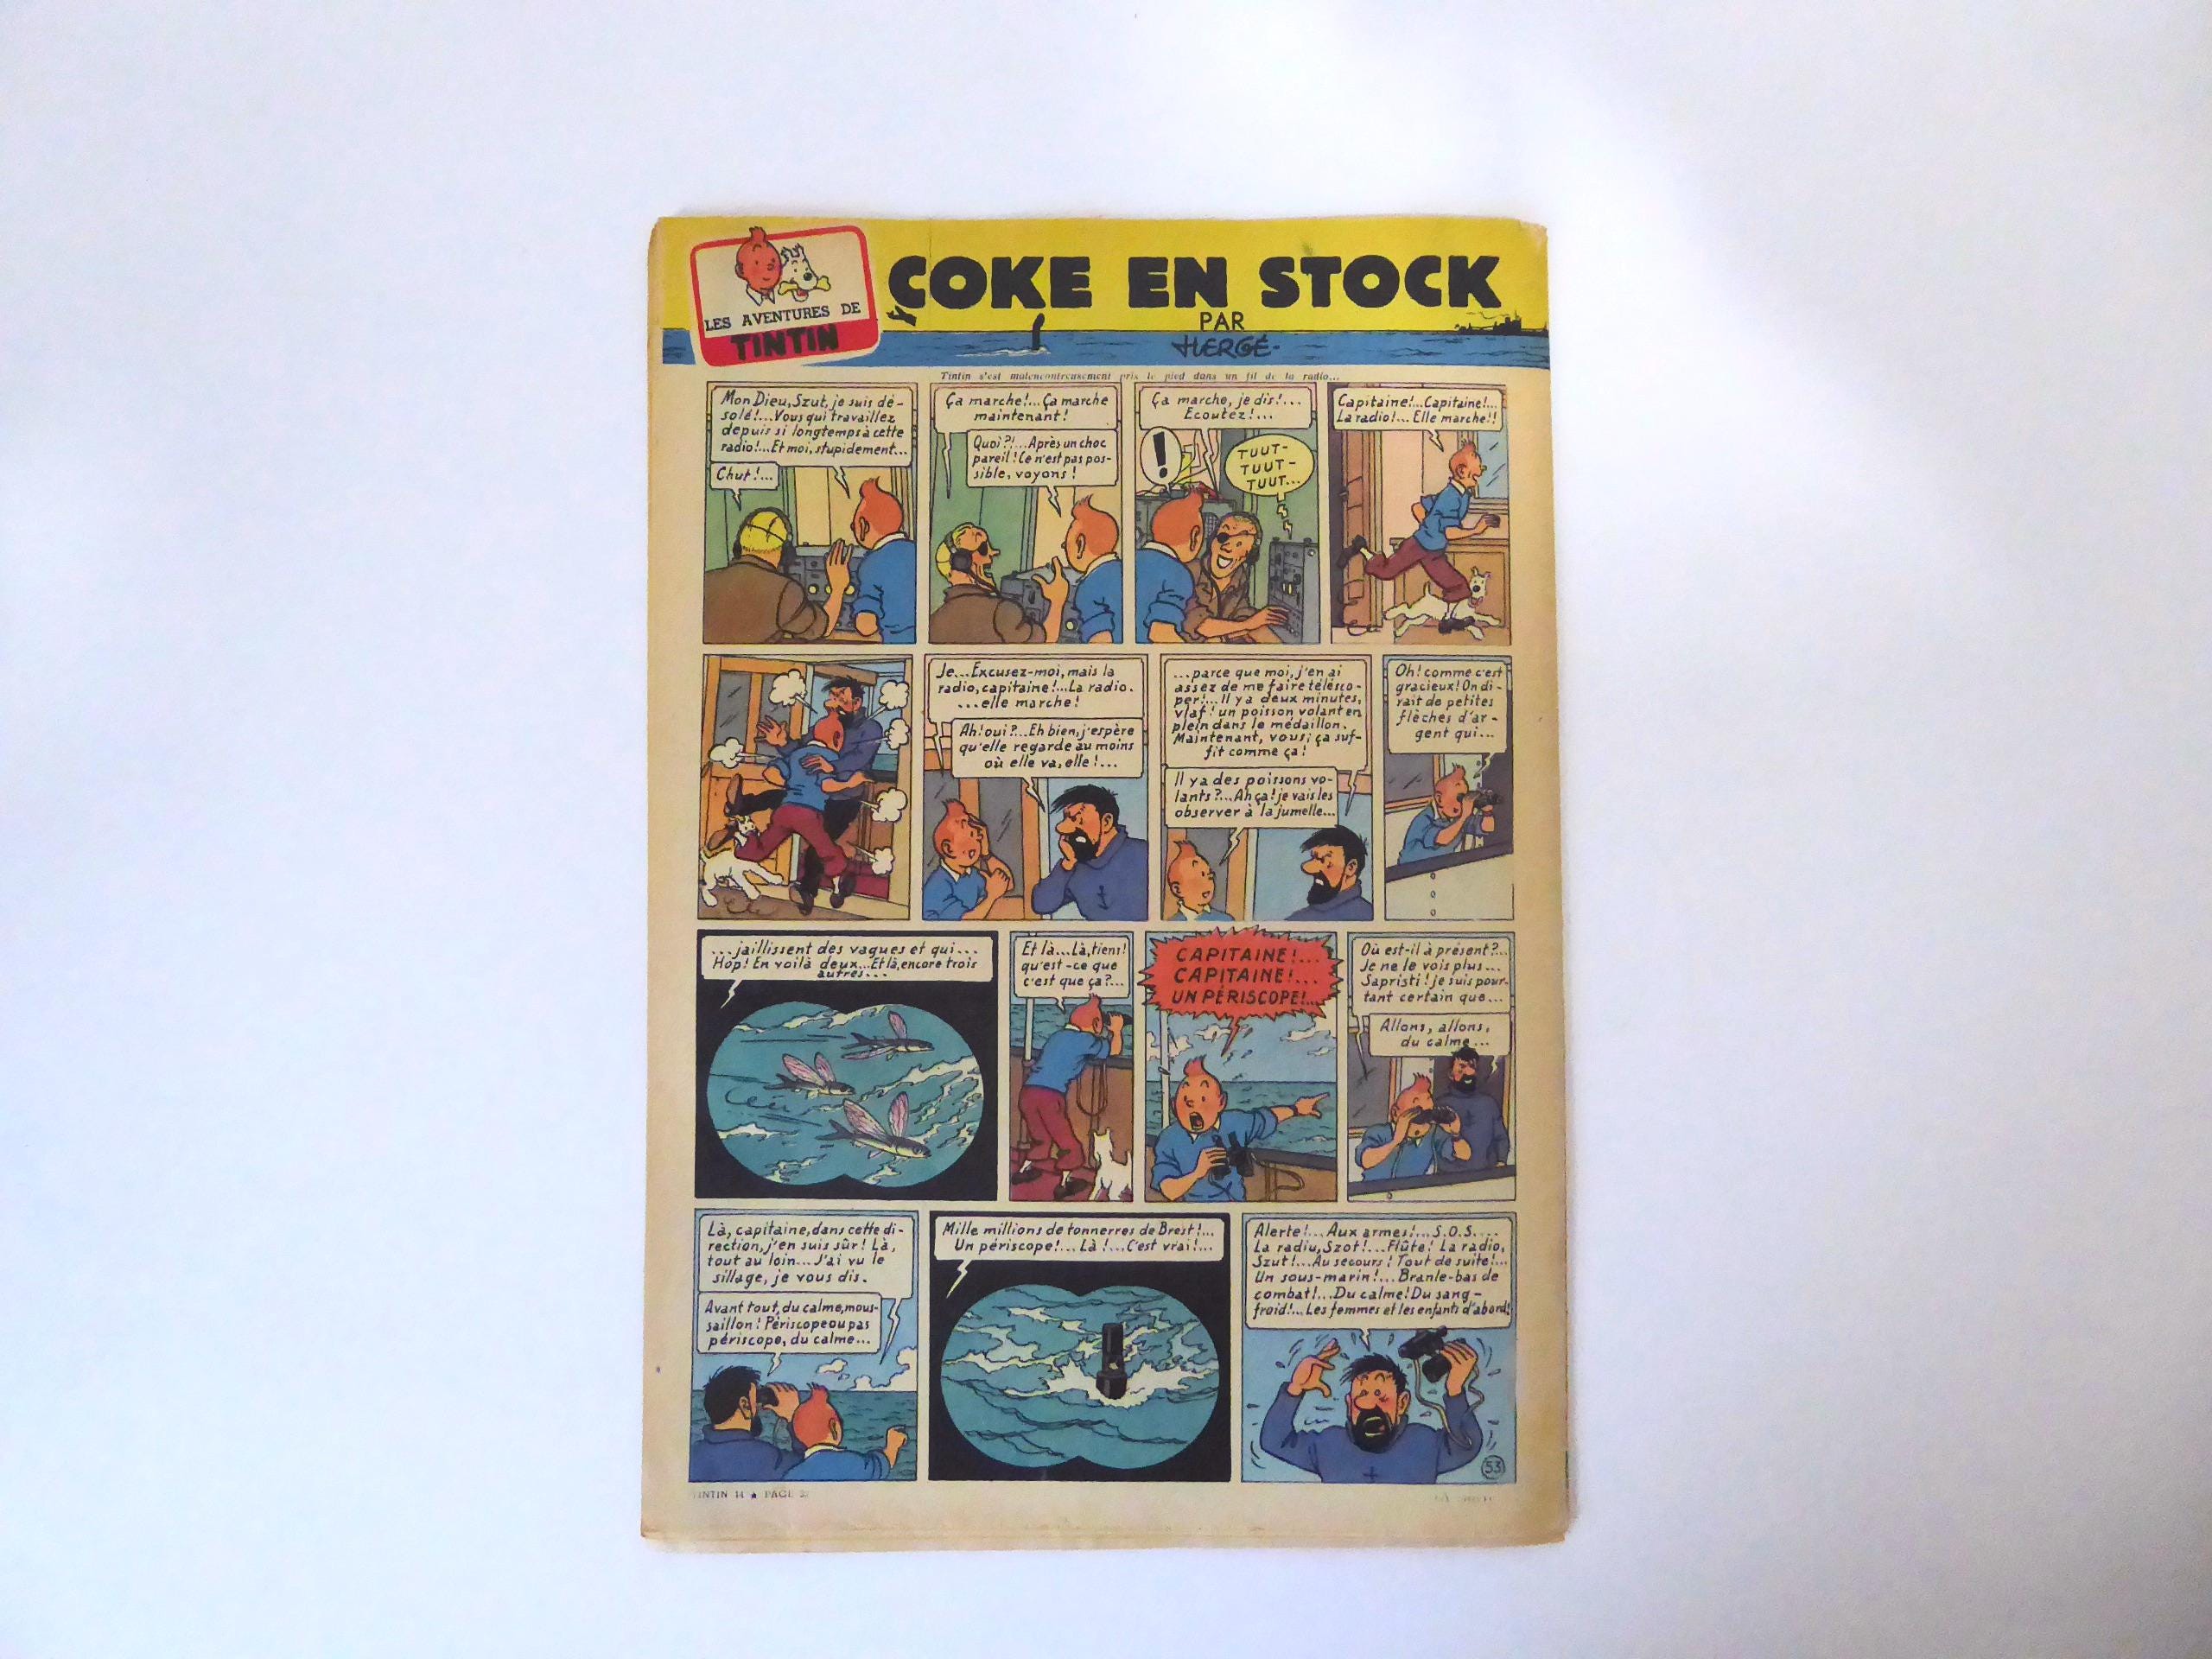 LES AVENTURES DE
TINTIN
COKE EN STOCK
PAR
HERGÉ-
Tintin s'est malencontreusement pris le pied dans un fil de la radio...
Mon Dieu, Szut, je suis dé-
solé!...Vous qui travaillez
depuis si longtemps à cette
radio!...Et moi, stupidement...
Chut!...
Ça marche!...Ça marche
maintenant!
Quoi?!...Après un choc
pareil! Ce n'est pas pos-
sible, voyons!
Ça marche, je dis!...
Ecoutez!...
!
TUUT-
TUUT-
TUUT...
Capitaine!...Capitaine!...
La radio!... Elle marche!!
Je...Excusez-moi, mais la
radio, capitaine!...La radio.
...elle marche!
Ah! oui?...Eh bien, j'espère
qu'elle regarde au moins
où elle va, elle!...
...parce que moi, j'en ai
assez de me faire télésco-
per!...Il y a deux minutes,
vlaf! un poisson volant en
plein dans le médaillon.
Maintenant, vous; ça suf-
fit comme ça!
Il y a des poissons vo-
lants?...Ah ça! je vais les
observer à la jumelle...
Oh! comme c'est
gracieux! On di-
rait de petites
flèches d'ar-
gent qui...
...jaillissent des vagues et qui...
Hop! En voilà deux...Et là, encore trois
autres...
Et là...Là, tiens!
qu'est-ce que
c'est que ça?...
CAPITAINE!...
CAPITAINE!...
UN PÉRISCOPE!...
Où est-il à présent?...
Je ne le vois plus...
Sapristi! je suis pour-
tant certain que...
Allons, allons,
du calme...
Là, capitaine, dans cette di-
rection, j'en suis sûr! Là,
tout au loin...J'ai vu le
sillage, je vous dis.
Avant tout, du calme, mous-
saillon! Périscope ou pas
périscope, du calme...
Mille millions de tonnerres de Brest!...
Un périscope!...Là!...C'est vrai!...
Alerte!...Aux armes!...S.O.S....
La radiu, Szot!...Flûte! La radio,
Szut!...Au secours! Tout de suite!...
Un sous-marin!...Branle-bas de
combat!...Du calme! Du sang-
froid!...Les femmes et les enfants d'abord!
53
TINTIN 14 ★ PAGE